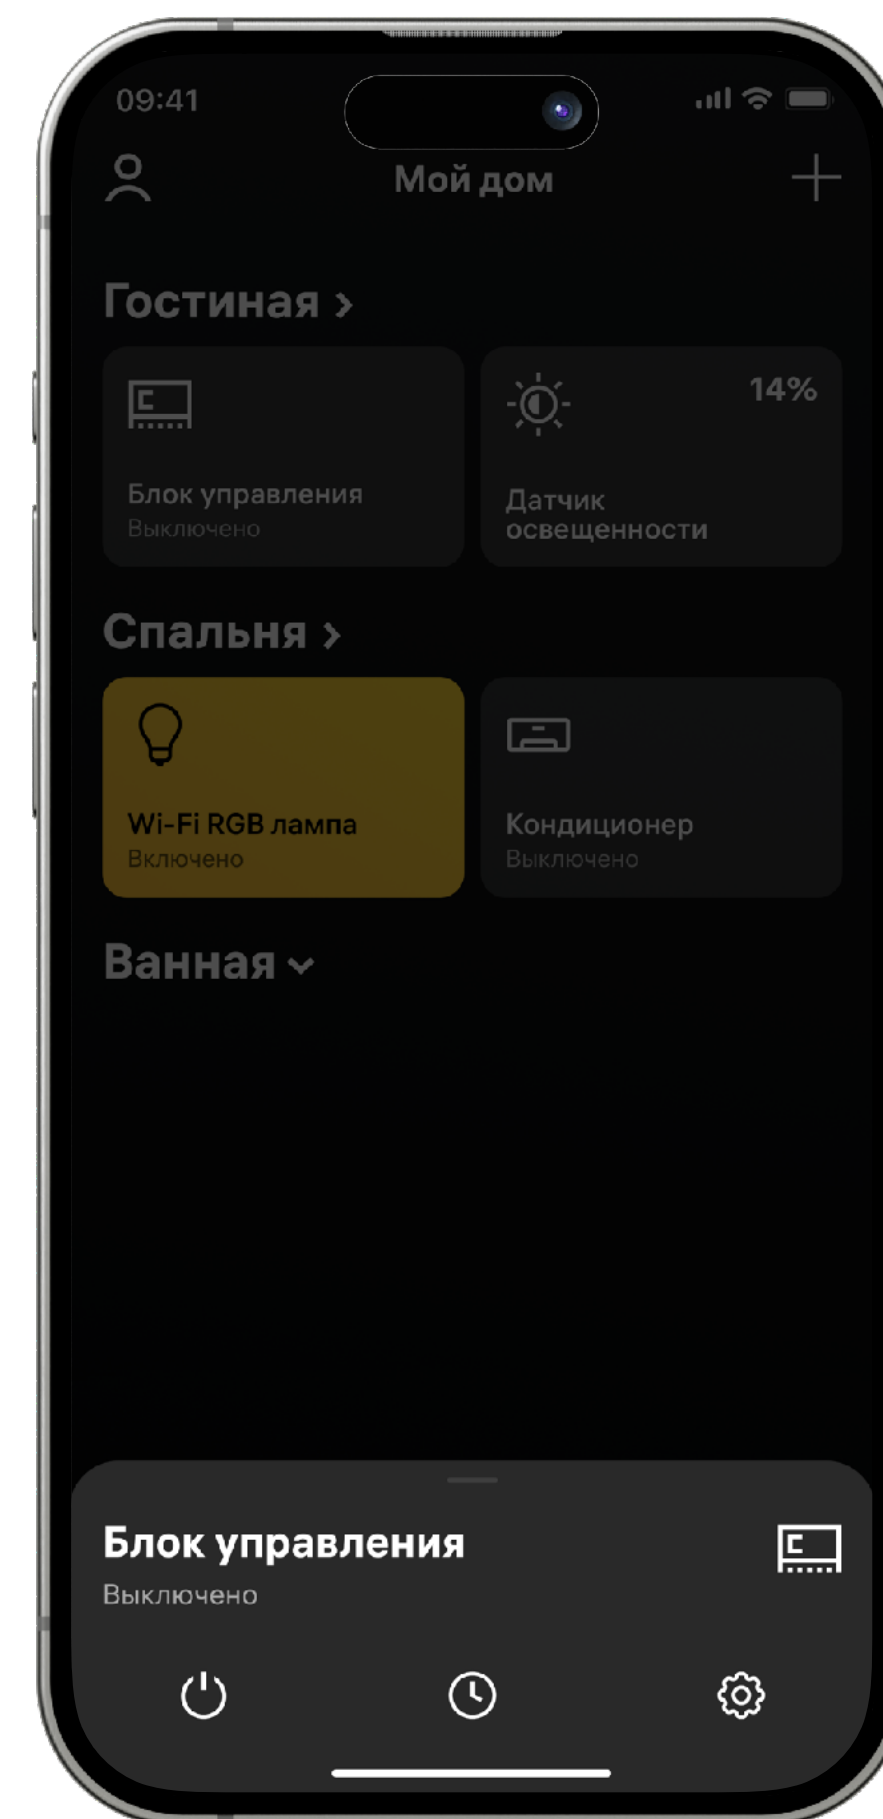 09:41
Мой дом
Гостиная
Блок управления
Выключено
14%
Датчик
освещенности
Спальня
Wi-Fi RGB лампа
Включено
Кондиционер
Выключено
Ванная
Блок управления
Выключено